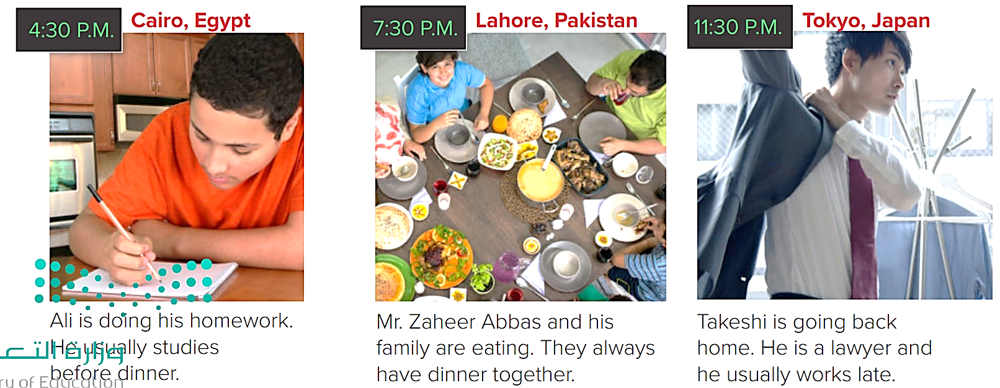 4:30 P.M.
Cairo, Egypt
Ali is doing his homework.
He usually studies
before dinner.
7:30 P.M.
Lahore, Pakistan
Mr. Zaheer Abbas and his
family are eating. They always
have dinner together.
11:30 P.M.
Tokyo, Japan
Takeshi is going back
home. He is a lawyer and
he usually works late.
وزارة التعـ
ry of Education